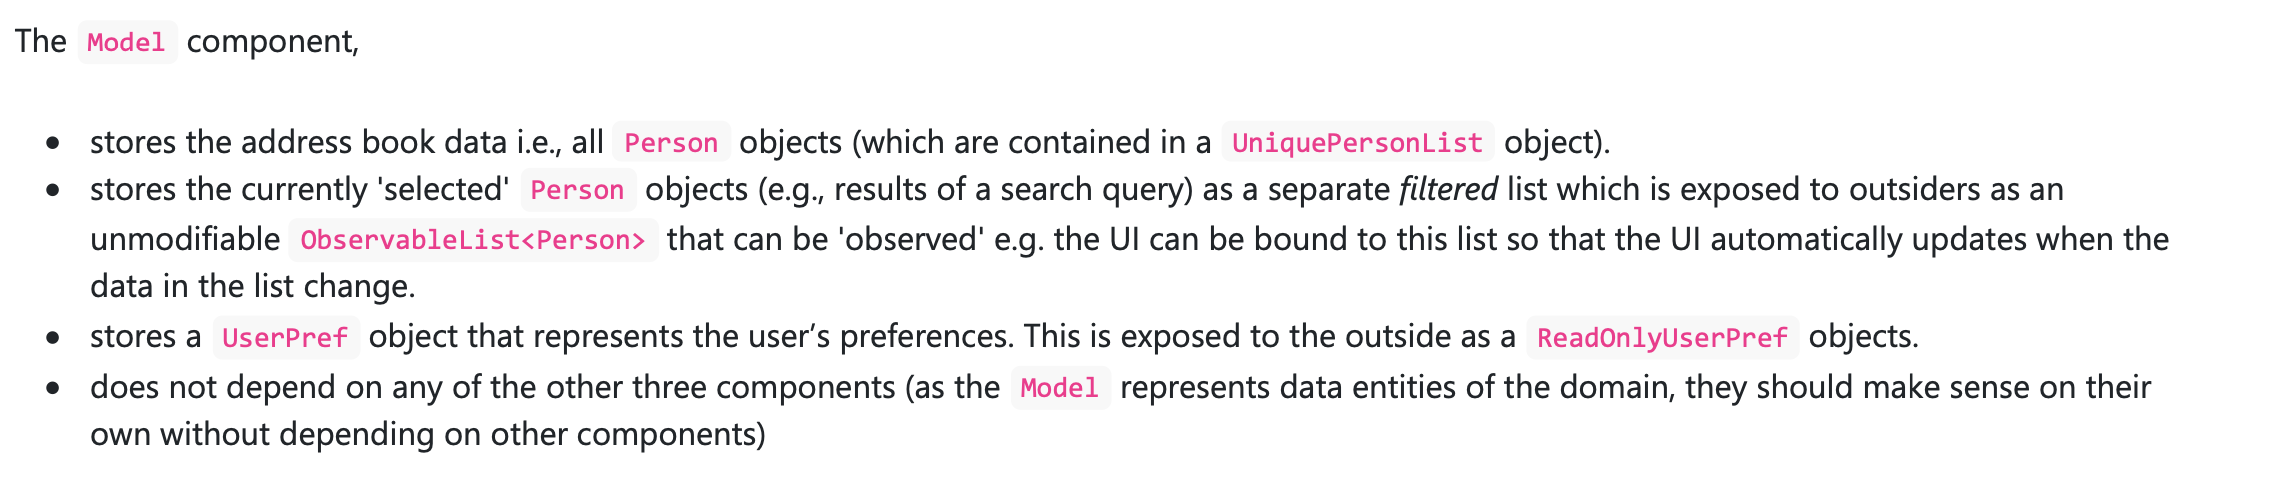 The Model component,
stores the address book data i.e., all Person objects (which are contained in a UniquePersonList object).
stores the currently 'selected' Person objects (e.g., results of a search query) as a separate filtered list which is exposed to outsiders as an
unmodifiable ObservableList<Person> that can be 'observed' e.g. the UI can be bound to this list so that the UI automatically updates when the
data in the list change.
stores a UserPref object that represents the user’s preferences. This is exposed to the outside as a ReadOnlyUserPref objects.
does not depend on any of the other three components (as the Model represents data entities of the domain, they should make sense on their
own without depending on other components)